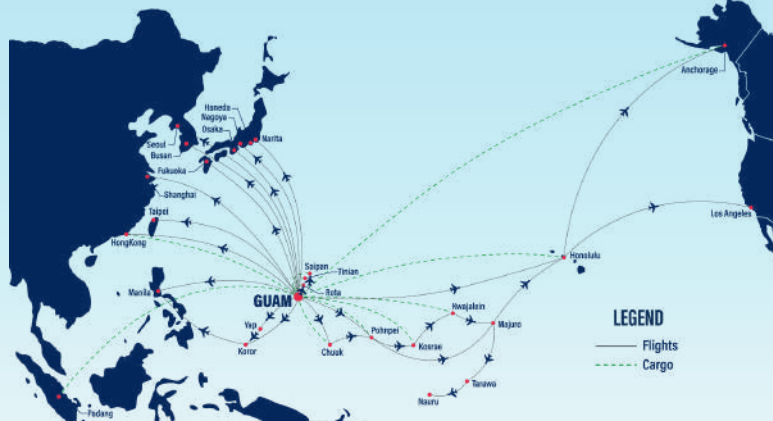 Anchorage
Haneda
Nagoya
Osaka
Narita
Seoul
Busan
Fukuoka
Shanghai
Taipei
HongKong
Los Angeles
Honolulu
Saipan
Tinian
Rota
GUAM
Manila
Yap
Koror
Chuuk
Pohnpei
Kwajalein
Kosrae
Majuro
Tarawa
Nauru
Padang
LEGEND
Flights
Cargo